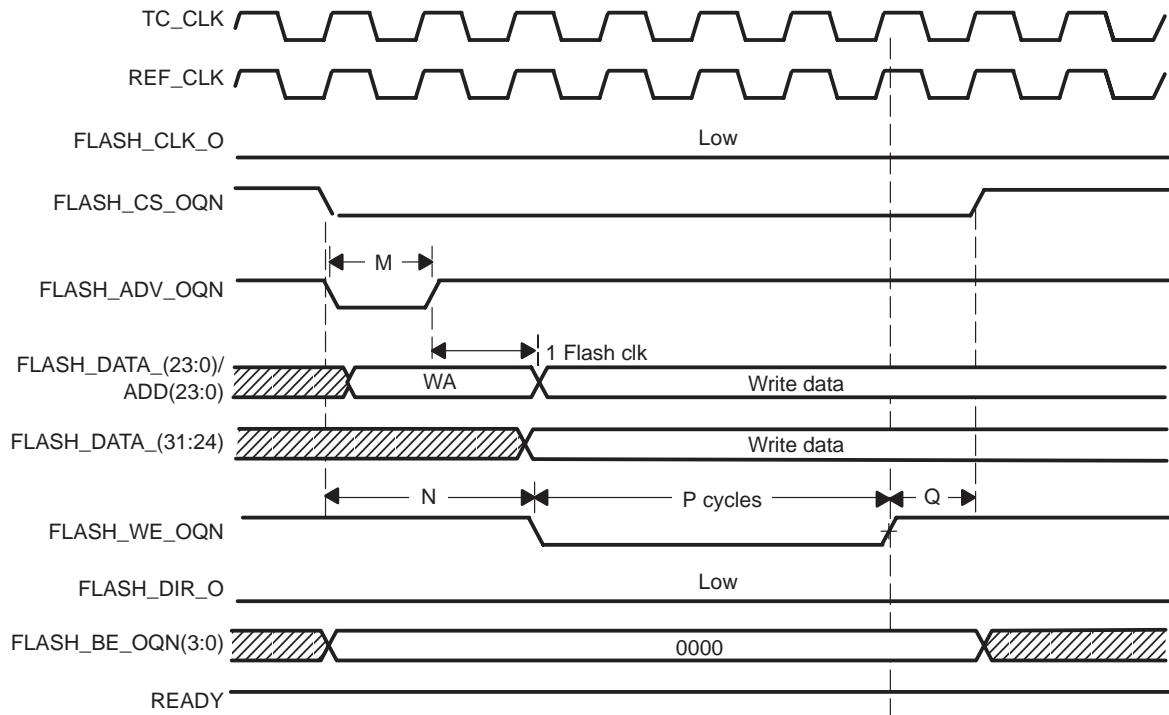 TC_CLK
REF_CLK
FLASH_CLK_O
Low
FLASH_CS_OQN
M
FLASH_ADV_OQN
1 Flash clk
FLASH_DATA_(23:0)/
ADD(23:0)
WA
Write data
FLASH_DATA_(31:24)
Write data
N
P cycles
Q
FLASH_WE_OQN
FLASH_DIR_O
Low
FLASH_BE_OQN(3:0)
0000
READY